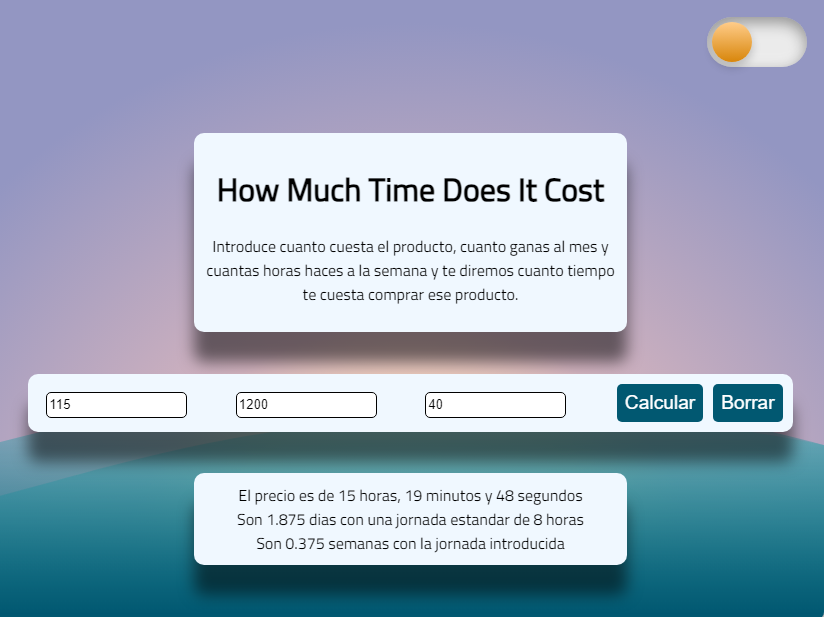 How Much Time Does It Cost
Introduce cuanto cuesta el producto, cuanto ganas al mes y
cuantas horas haces a la semana y te diremos cuanto tiempo
te cuesta comprar ese producto.
115 1200 40 Calcular Borrar
El precio es de 15 horas, 19 minutos y 48 segundos
Son 1.875 dias con una jornada estandar de 8 horas
Son 0.375 semanas con la jornada introducida